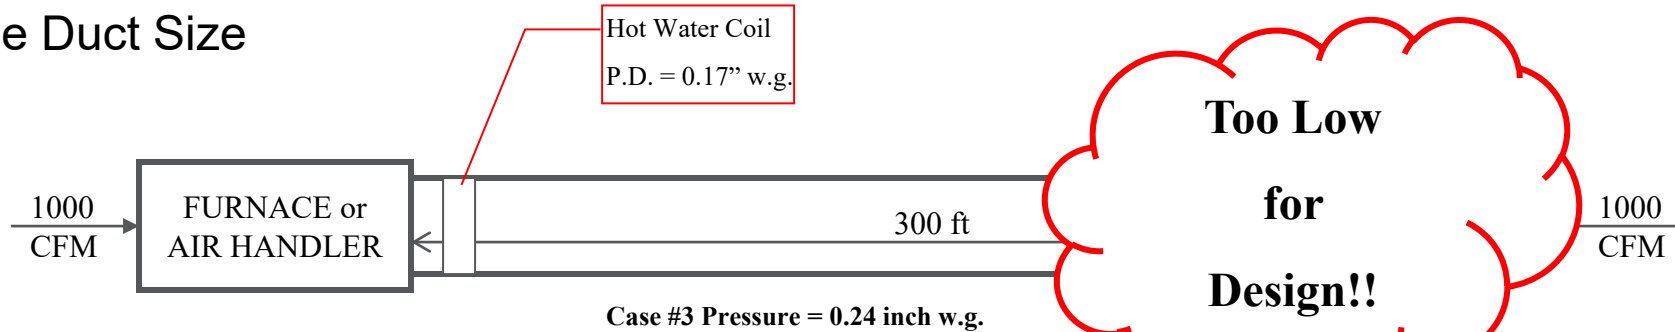 e Duct Size
Hot Water Coil
P.D. = 0.17” w.g.
Too Low
for
Design!!
1000
CFM
FURNACE or
AIR HANDLER
300 ft
1000
CFM
Case #3 Pressure = 0.24 inch w.g.